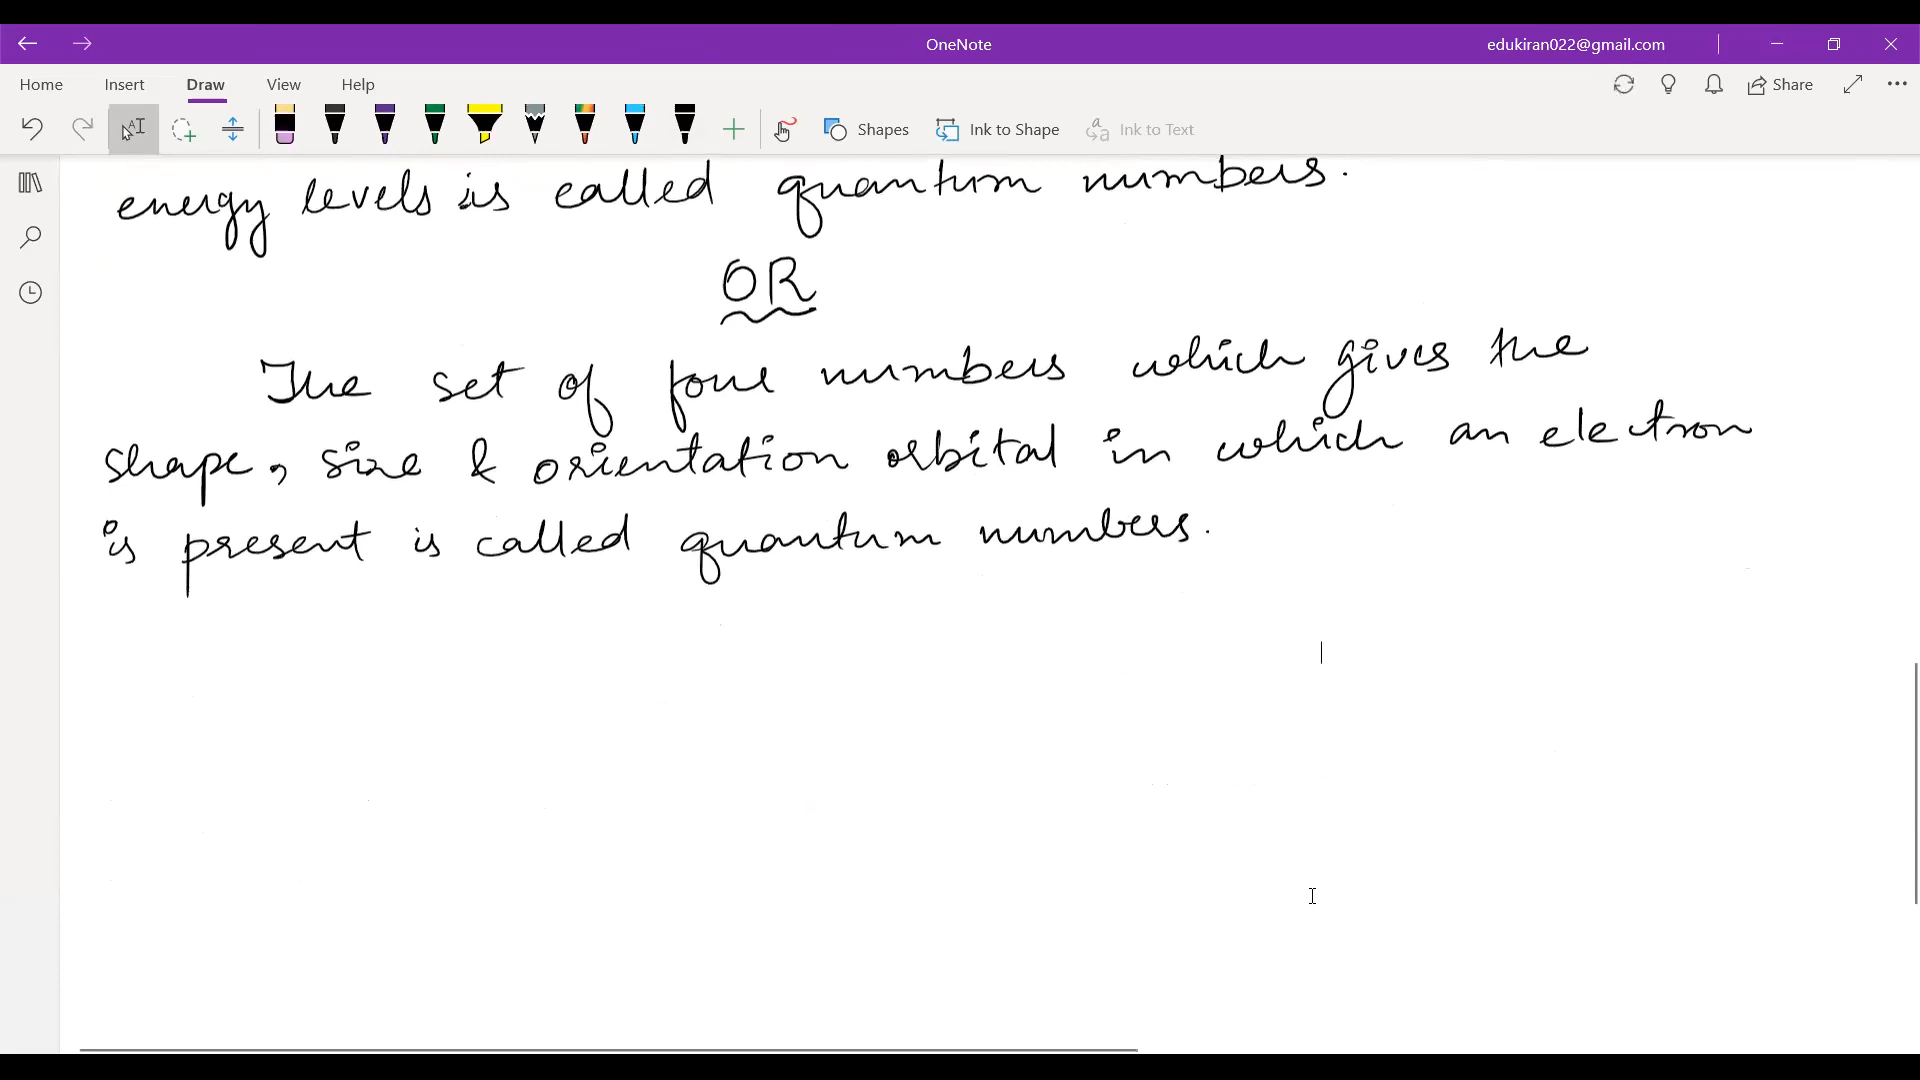 OneNote
edukiran022@gmail.com
Home Insert Draw View Help
Share
Shapes Ink to Shape Ink to Text
energy levels is called quantum numbers.
OR
The set of four numbers which gives the
shape, size & orientation orbital in which an electron
is present is called quantum numbers.